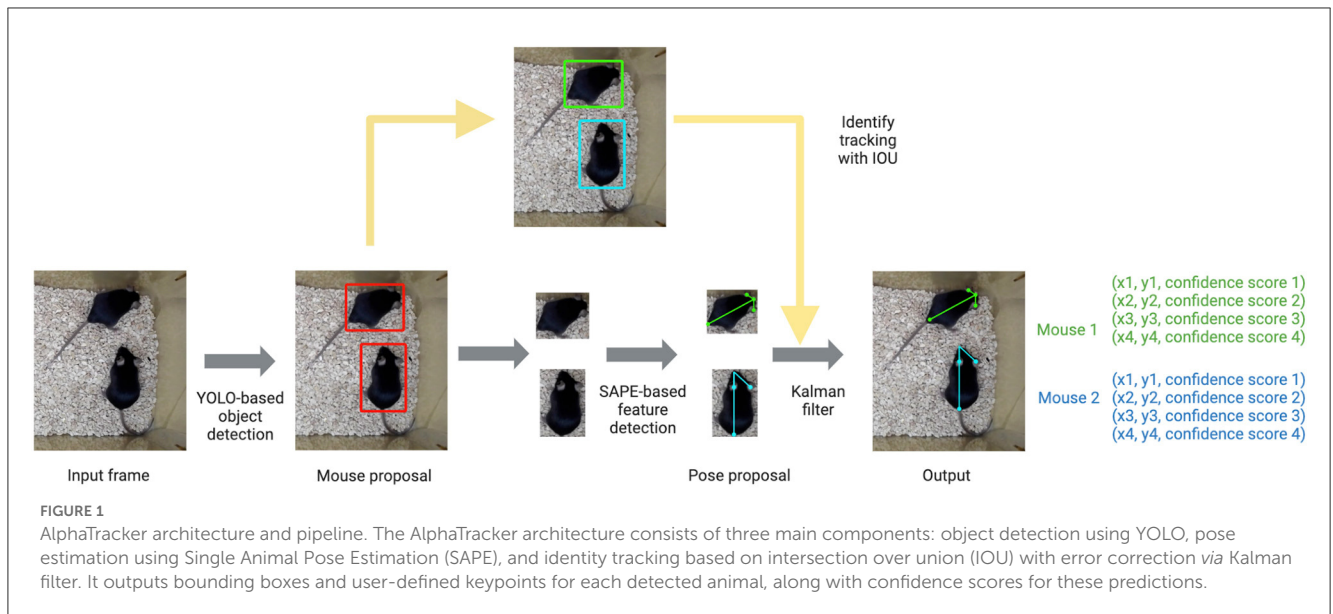 Identify
tracking
with IOU
YOLO-based
object
detection
SAPE-based
feature
detection
Kalman
filter
Mouse 1
(x1, y1, confidence score 1)
(x2, y2, confidence score 2)
(x3, y3, confidence score 3)
(x4, y4, confidence score 4)
Mouse 2
(x1, y1, confidence score 1)
(x2, y2, confidence score 2)
(x3, y3, confidence score 3)
(x4, y4, confidence score 4)
Input frame
Mouse proposal
Pose proposal
Output
FIGURE 1
AlphaTracker architecture and pipeline. The AlphaTracker architecture consists of three main components: object detection using YOLO, pose
estimation using Single Animal Pose Estimation (SAPE), and identity tracking based on intersection over union (IOU) with error correction via Kalman
filter. It outputs bounding boxes and user-defined keypoints for each detected animal, along with confidence scores for these predictions.